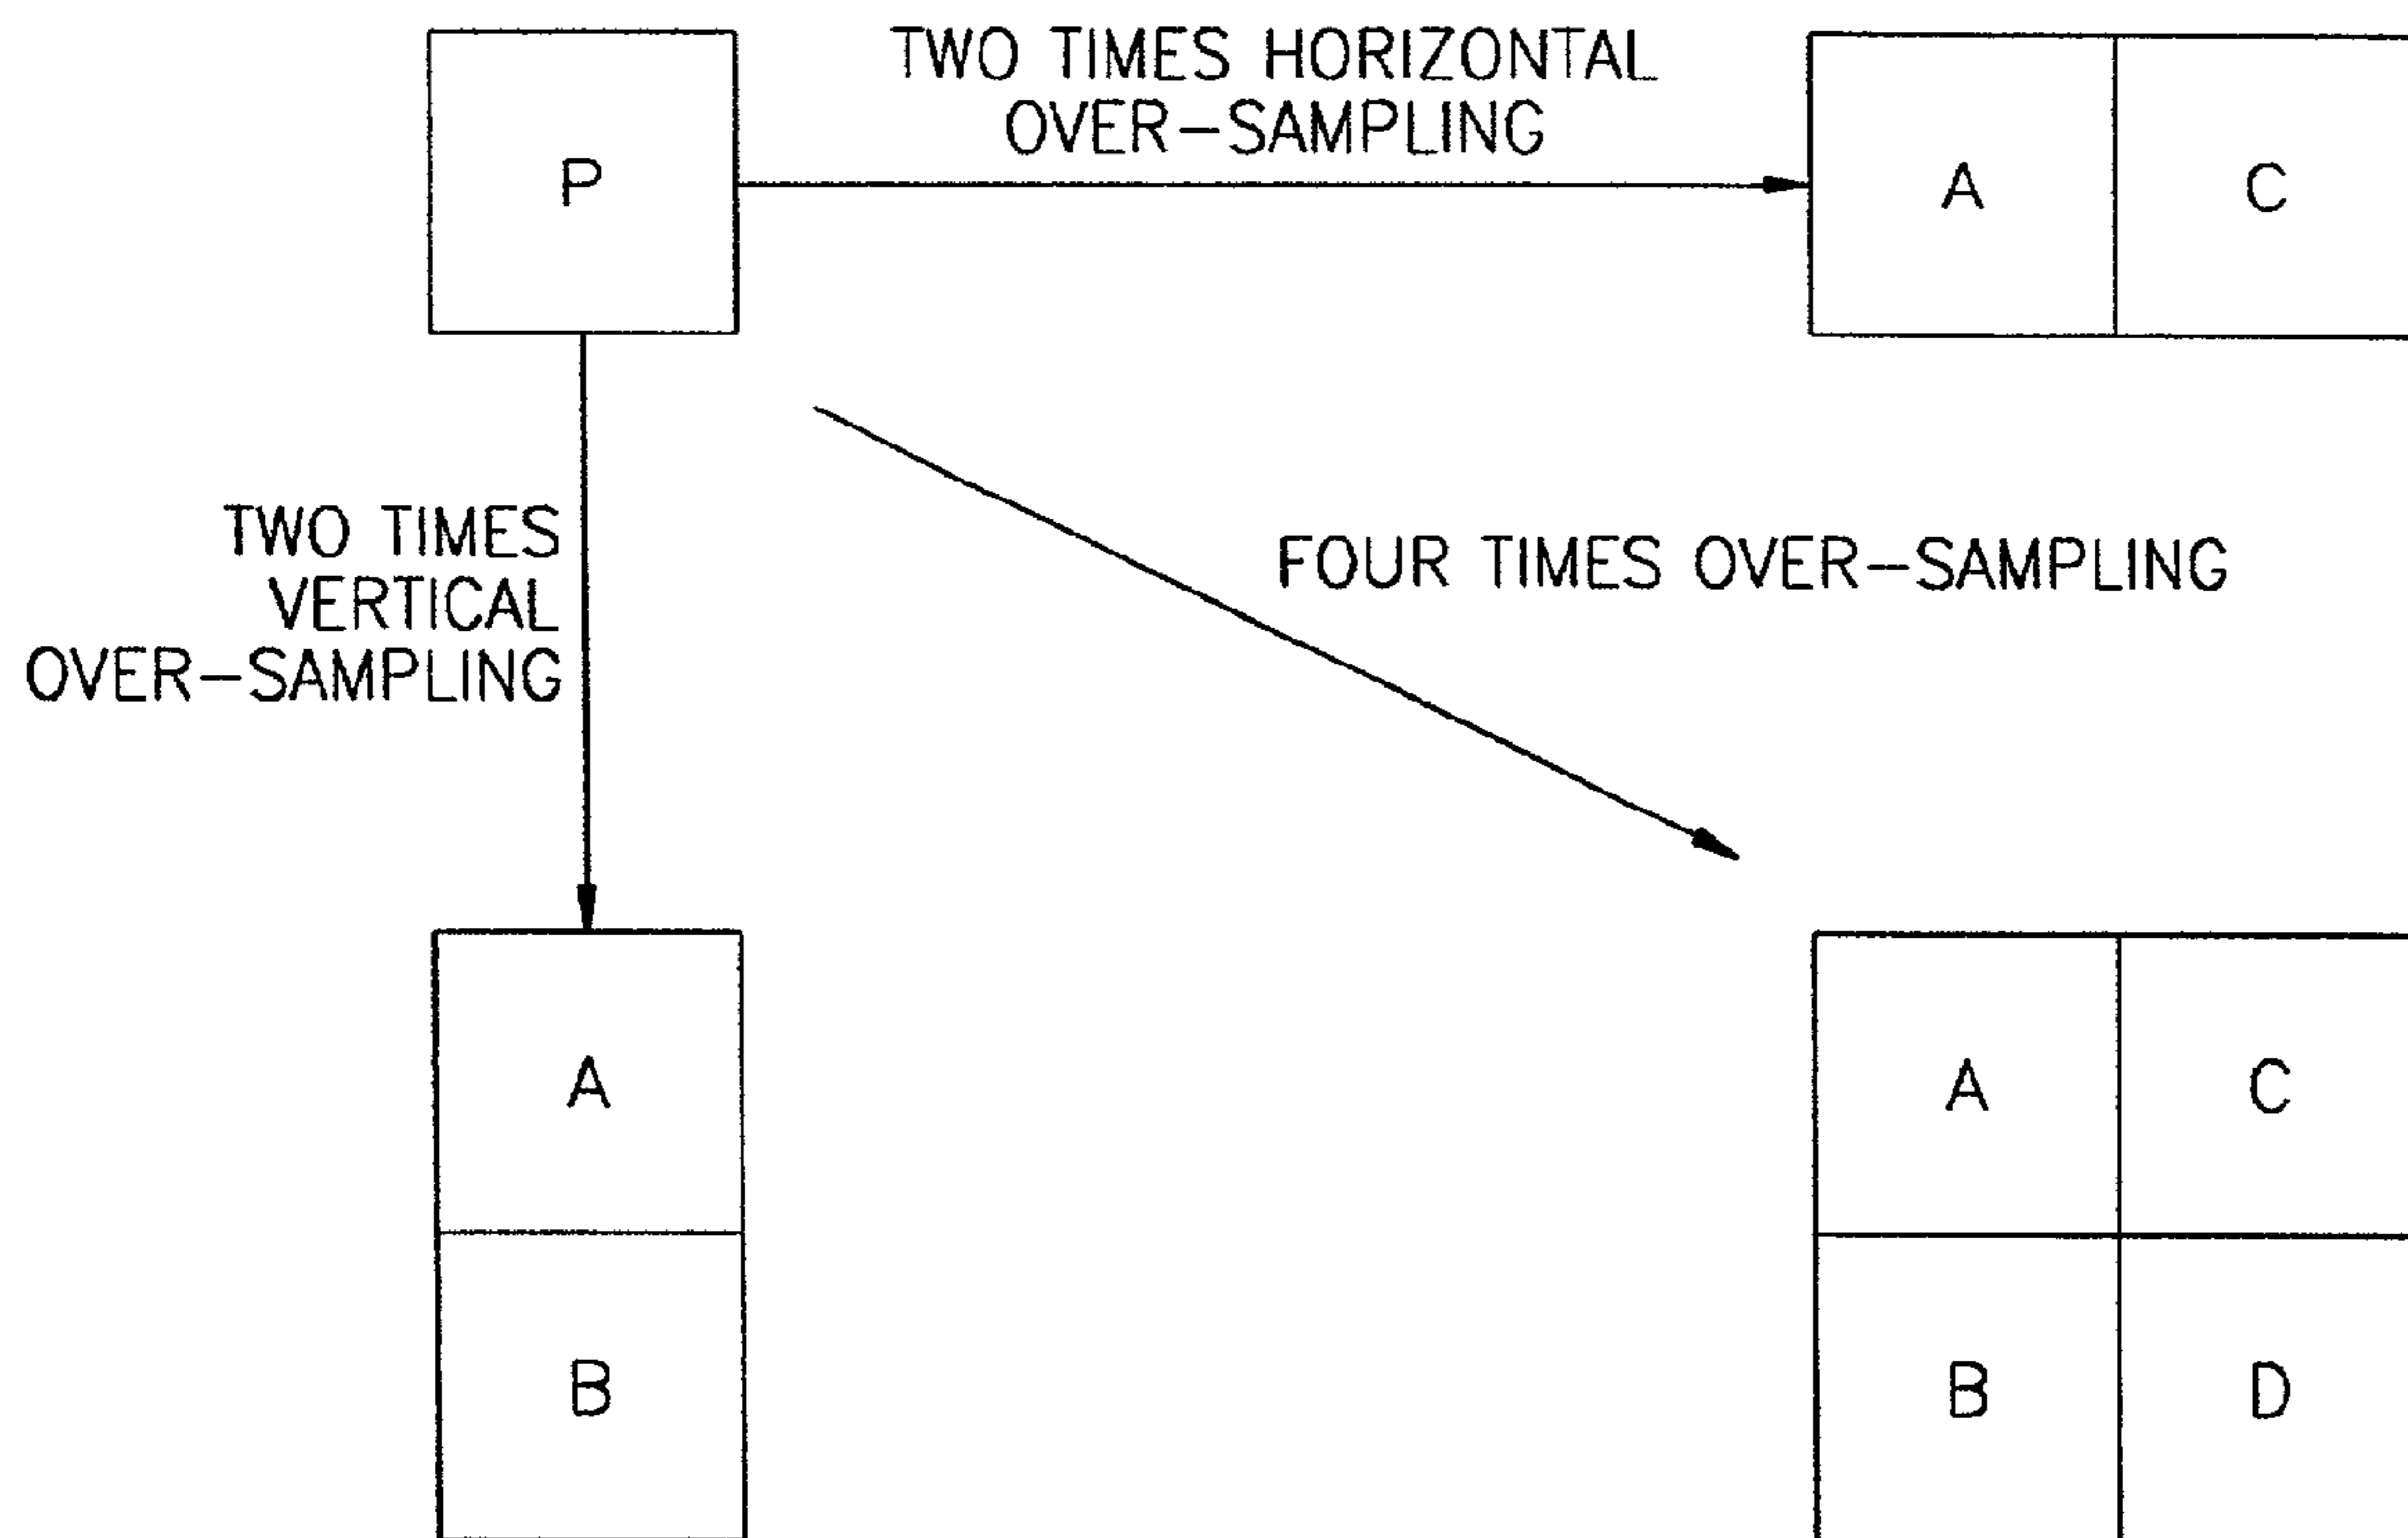 P
TWO TIMES HORIZONTAL
OVER–SAMPLING
A C
TWO TIMES
VERTICAL
OVER–SAMPLING
FOUR TIMES OVER–SAMPLING
A
B
A C
B D